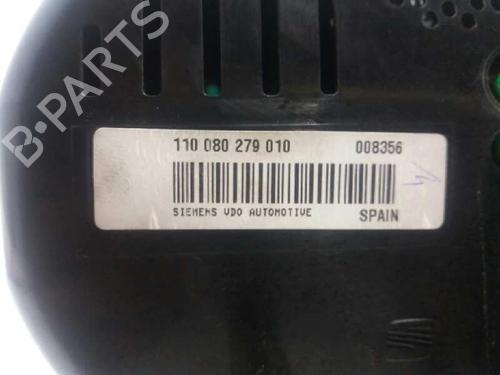 B-PARTS
110 080 279 010 008356
SIEMENS VDO AUTOMOTIVE SPAIN